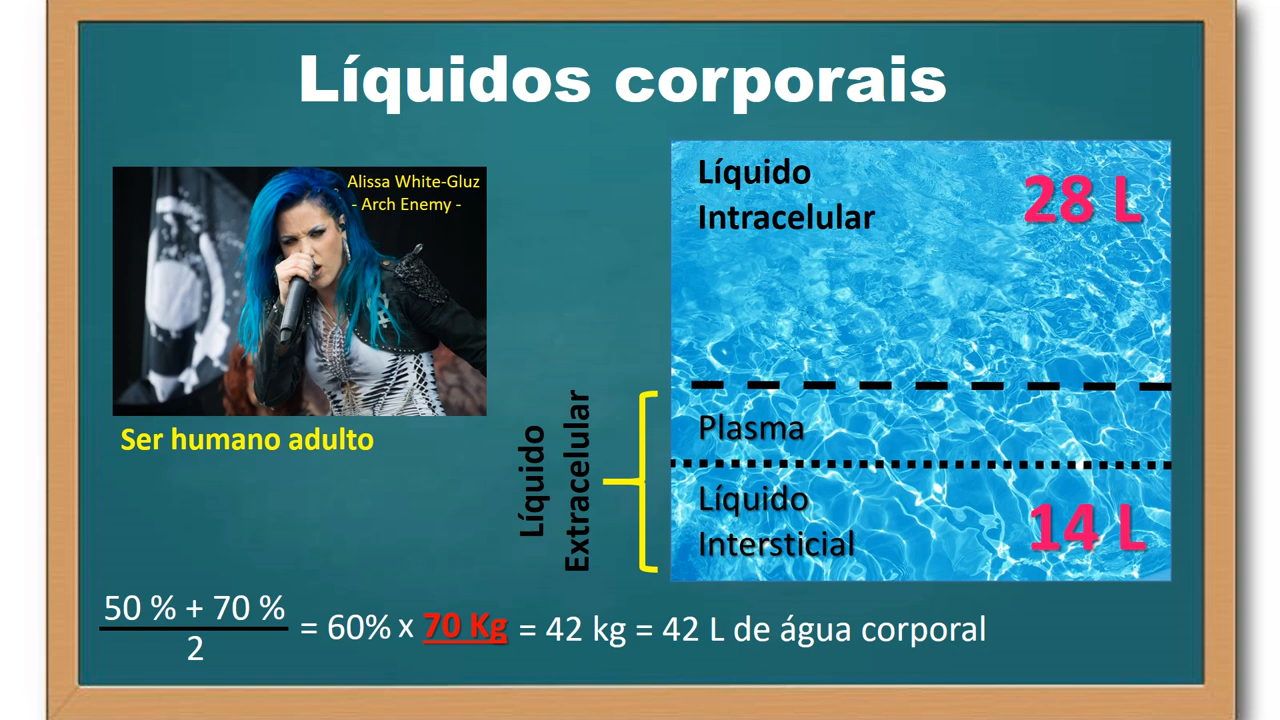 Líquidos corporais
Alissa White-Gluz
- Arch Enemy -
Ser humano adulto
Líquido
Intracelular
28 L
Líquido
Extracelular
Plasma
Líquido
Intersticial
14 L
50 % + 70 %
2
= 60% x 70 Kg = 42 kg = 42 L de água corporal